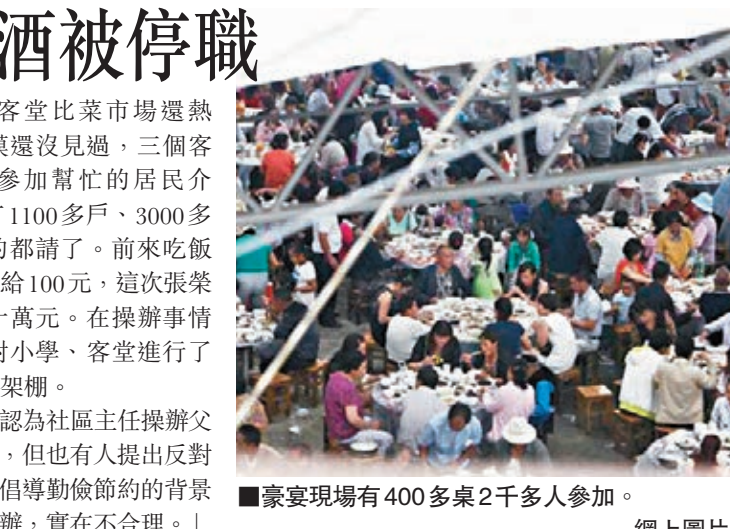 酒被停職
客堂比菜市場還熱
還沒見過，三個客
參加幫忙的居民介
1100多戶、3000多
的都請了。前來吃飯
給100元，這次張榮
十萬元。在操辦事情
對小學、客堂進行了
架棚。
認為社區主任操辦父
，但也有人提出反對
倡導勤儉節約的背景
辦，實在不合理。」
■豪宴現場有400多桌2千多人參加。
網上圖片